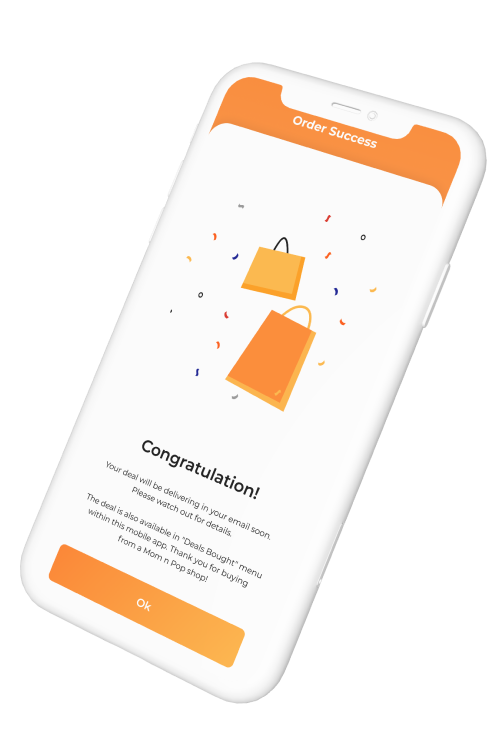 Order Success
Congratulation!
Your deal will be delivering in your email soon.
Please watch out for details.
The deal is also available in "Deals Bought" menu
within this mobile app. Thank you for buying
from a Mom n Pop shop!
Ok